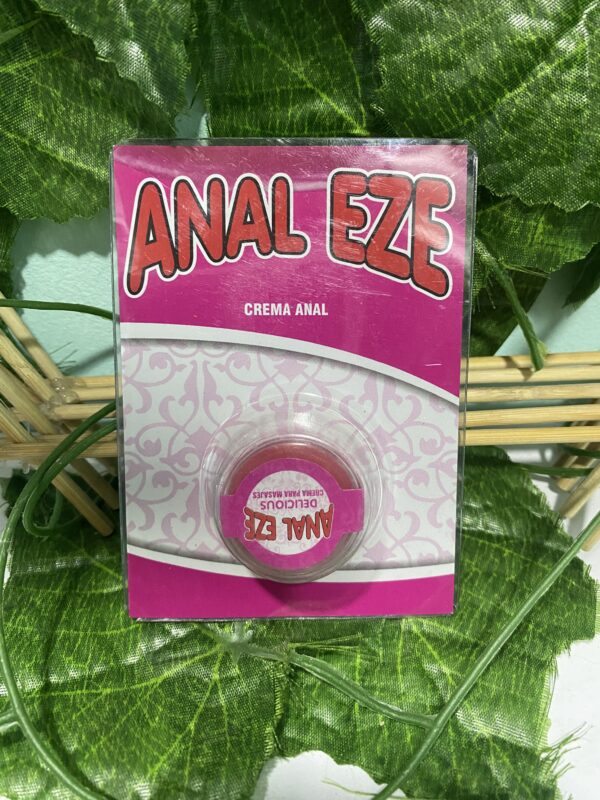 ANAL EZE
CREMA ANAL
ANAL EZE
DELICIOUS
CREMA PARA MASAJES